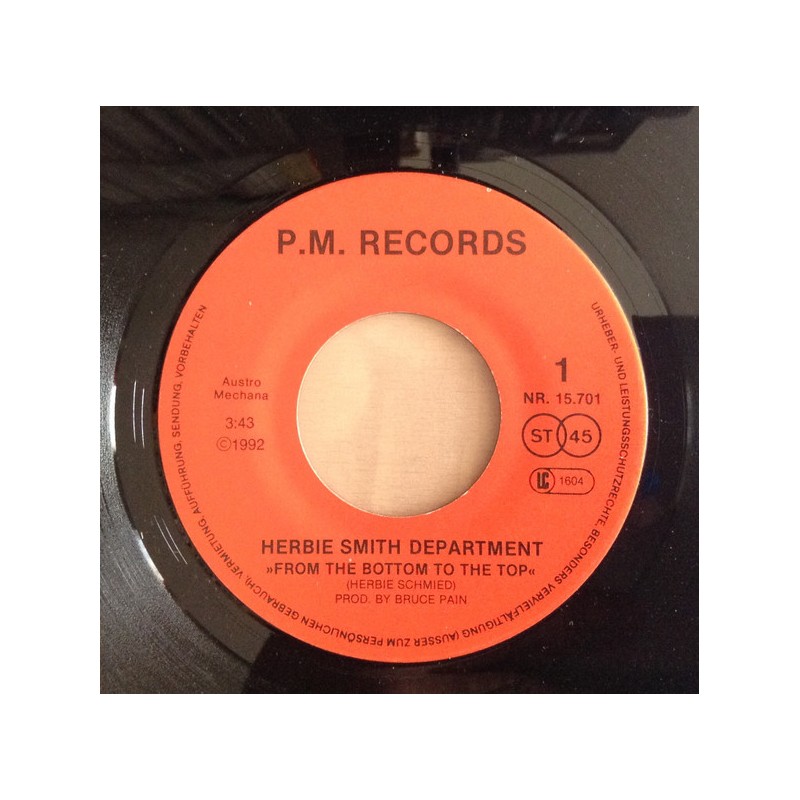 P.M. RECORDS
Austro
Mechana
3:43
©1992
1
NR. 15.701
ST 45
LC 1604
HERBIE SMITH DEPARTMENT
»FROM THE BOTTOM TO THE TOP«
(HERBIE SCHMIED)
PROD. BY BRUCE PAIN
URHEBER- UND LEISTUNGSSCHUTZRECHTE, BESONDERS VERVIELFÄLTIGUNG (AUSSER ZUM PERSÖNLICHEN GEBRAUCH), VERMIETUNG, AUFFÜHRUNG, SENDUNG, VORBEHALTEN